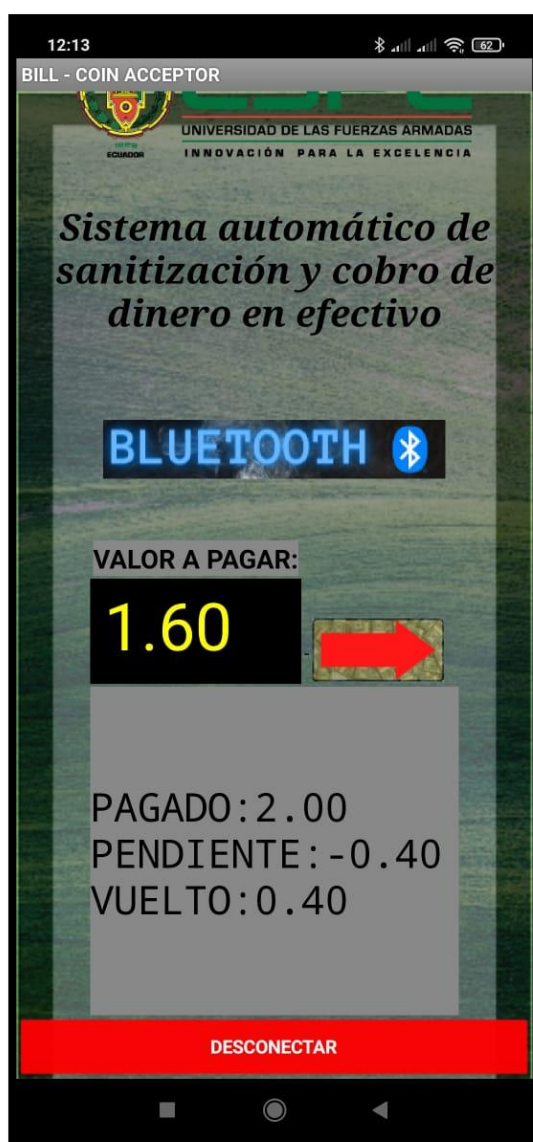 12:13
62
BILL - COIN ACCEPTOR
UNIVERSIDAD DE LAS FUERZAS ARMADAS
ECUADOR
INNOVACIÓN PARA LA EXCELENCIA
Sistema automático de
sanitización y cobro de
dinero en efectivo
BLUETOOTH
VALOR A PAGAR:
1.60
PAGADO:2.00
PENDIENTE:-0.40
VUELTO:0.40
DESCONECTAR